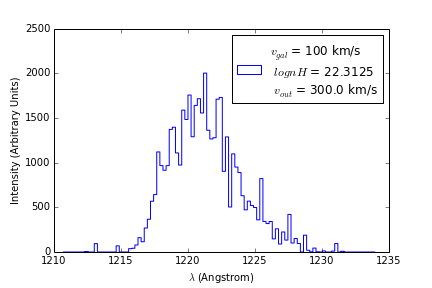 2500
2000
1500
1000
500
0
Intensity (Arbitrary Units)
v_gal = 100 km/s
lognH = 22.3125
v_out = 300.0 km/s
1210 1215 1220 1225 1230 1235
λ (Angstrom)